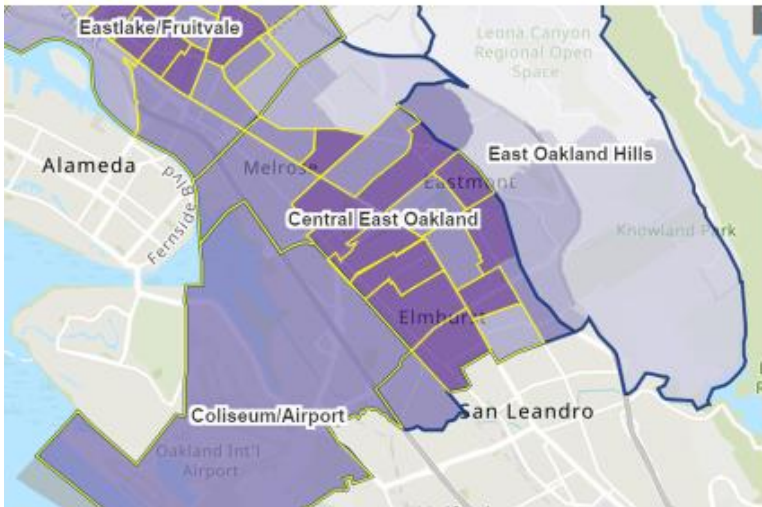 Eastlake/Fruitvale
Leona Canyon
Regional Open
Space
Alameda
Melrose
East Oakland Hills
Eastmont
Fernside Blvd
Central East Oakland
Knowland Park
Elmhurst
Coliseum/Airport
San Leandro
Oakland Int'l
Airport